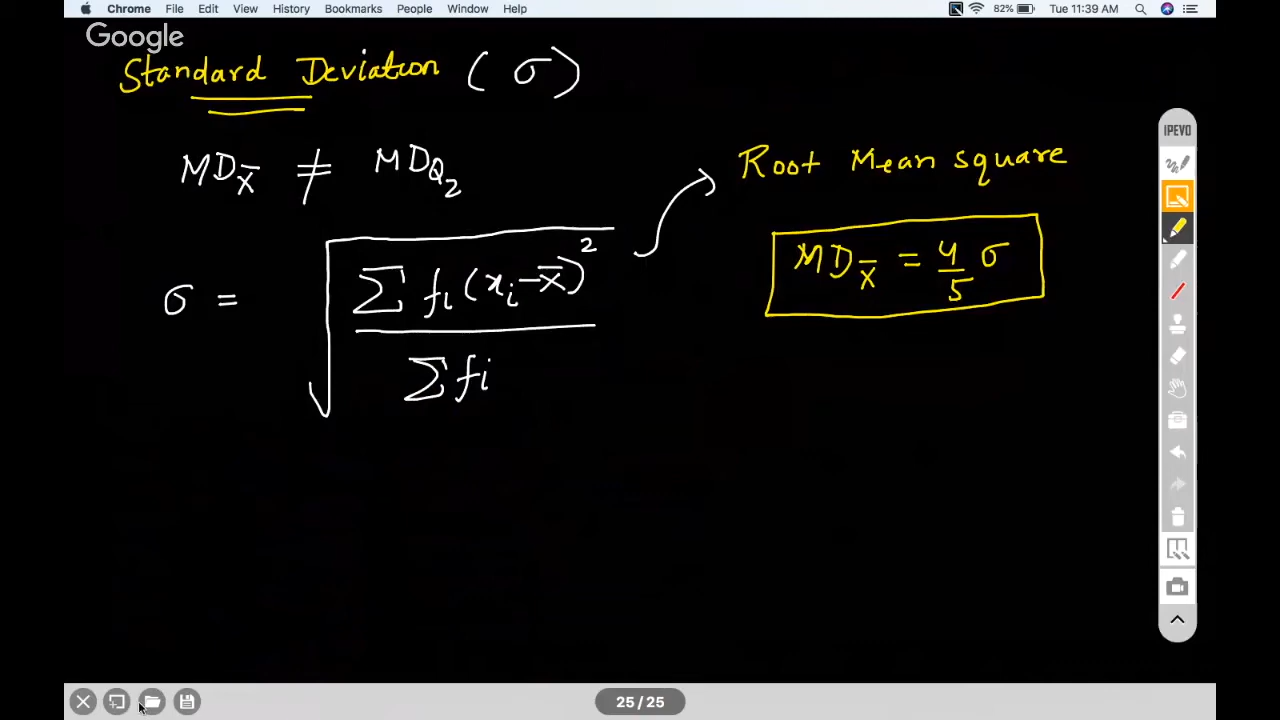 Chrome File Edit View History Bookmarks People Window Help 82% Tue 11:39 AM
Google
Standard Deviation (σ)
MD_x̄ ≠ MD_Q₂
Root Mean square
σ = √(Σ fi (xi – x̄)² / Σ fi)
MD_x̄ = 4/5 σ
IPEVO
25 / 25